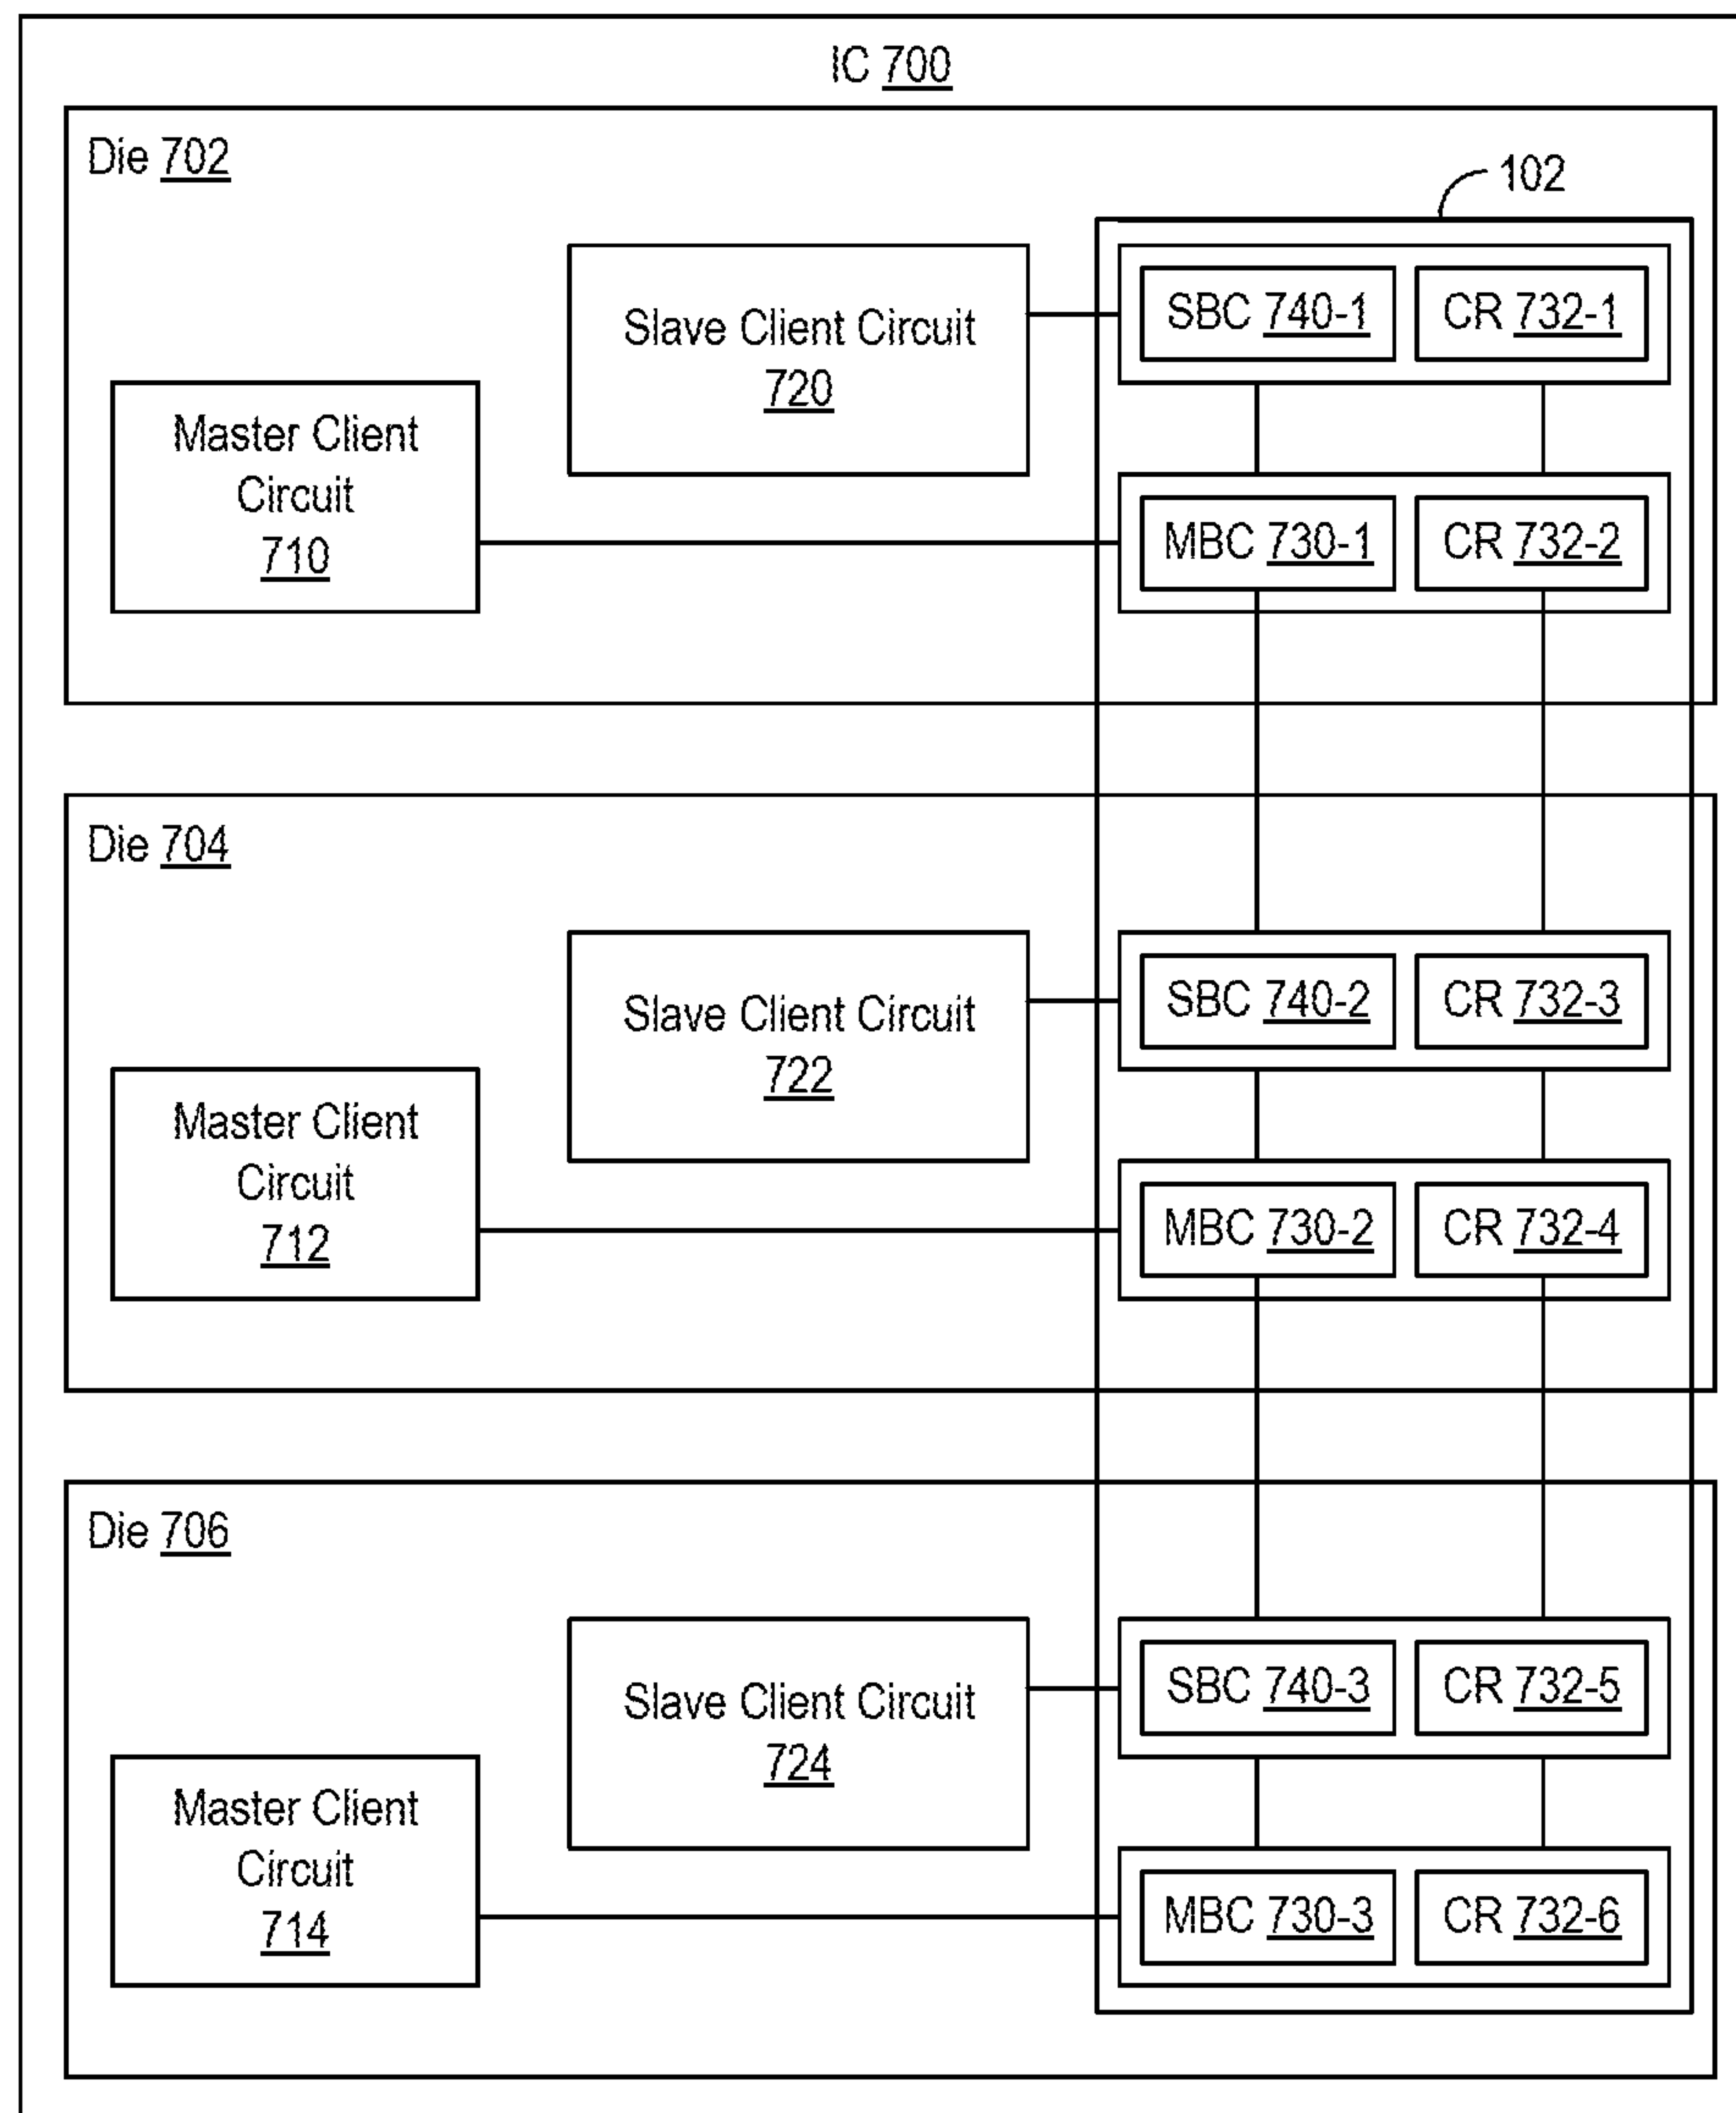 IC 700
Die 702
102
Slave Client Circuit
720
SBC 740-1
CR 732-1
Master Client
Circuit
710
MBC 730-1
CR 732-2
Die 704
Slave Client Circuit
722
SBC 740-2
CR 732-3
Master Client
Circuit
712
MBC 730-2
CR 732-4
Die 706
Slave Client Circuit
724
SBC 740-3
CR 732-5
Master Client
Circuit
714
MBC 730-3
CR 732-6